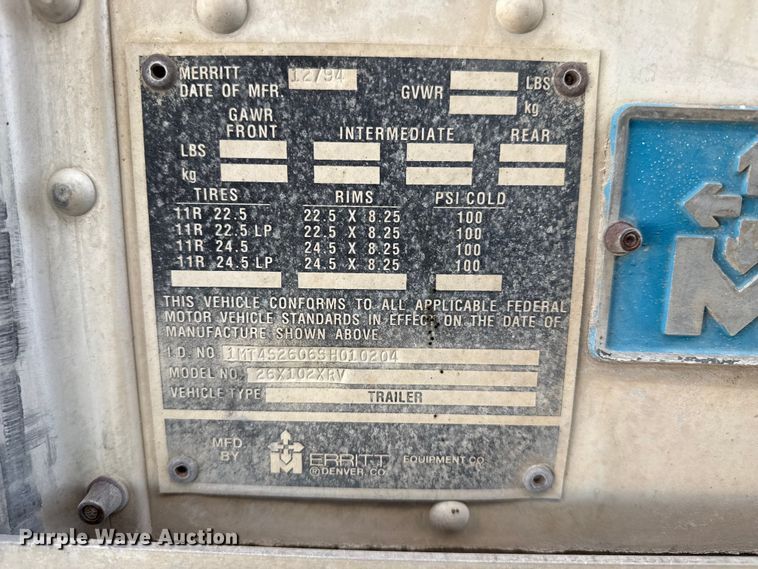 MERRITT
DATE OF MFR 12/94 GVWR LBS
kg
GAWR
FRONT INTERMEDIATE REAR
LBS
kg
TIRES RIMS PSI COLD
11R 22.5 22.5 X 8.25 100
11R 22.5 LP 22.5 X 8.25 100
11R 24.5 24.5 X 8.25 100
11R 24.5 LP 24.5 X 8.25 100
THIS VEHICLE CONFORMS TO ALL APPLICABLE FEDERAL
MOTOR VEHICLE STANDARDS IN EFFECT ON THE DATE OF
MANUFACTURE SHOWN ABOVE
I.D. NO 1MT4S2606SH010204
MODEL NO. 26X102XRV
VEHICLE TYPE TRAILER
MFD
BY MERRITT EQUIPMENT CO
® DENVER, CO.
M
Purple Wave Auction